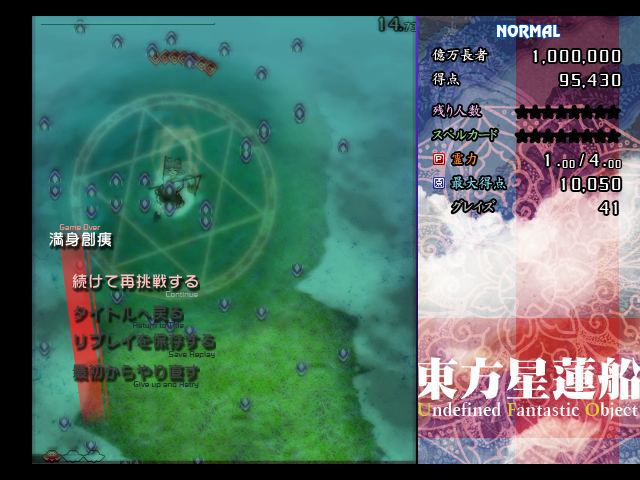 14.73
Game Over
満身創痍
続けて再挑戦する
Continue
タイトルへ戻る
Return to title
リプレイを保存する
Save Replay
最初からやり直す
Give up and Retry
NORMAL
億万長者 1,000,000
得点 95,430
残り人数
スペルカード
P 霊力 1.00/4.00
最大得点 10,050
グレイズ 41
東方星蓮船
Undefined Fantastic Object